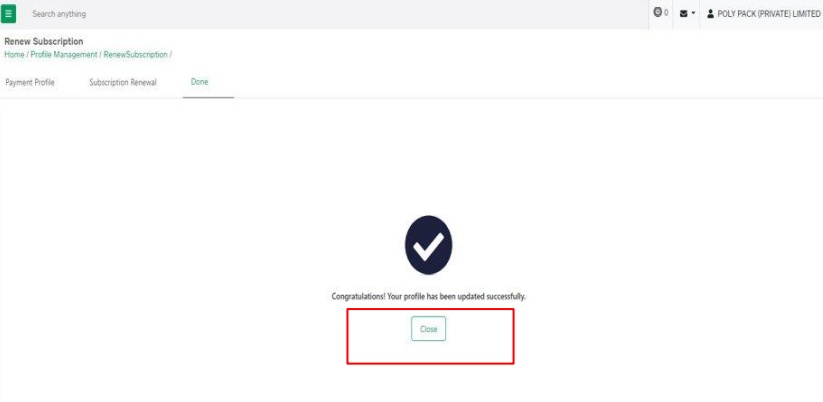 Search anything
0
POLY PACK (PRIVATE) LIMITED
Renew Subscription
Home / Profile Management / RenewSubscription /
Payment Profile Subscription Renewal Done
Congratulations! Your profile has been updated successfully.
Close